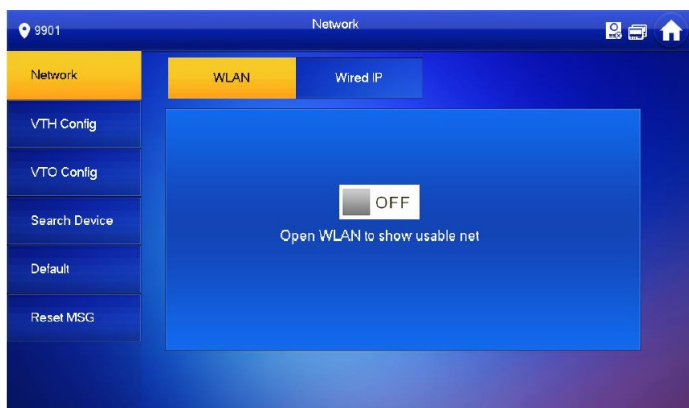 9901
Network
Network
WLAN
Wired IP
VTH Config
VTO Config
Search Device
Default
Reset MSG
OFF
Open WLAN to show usable net